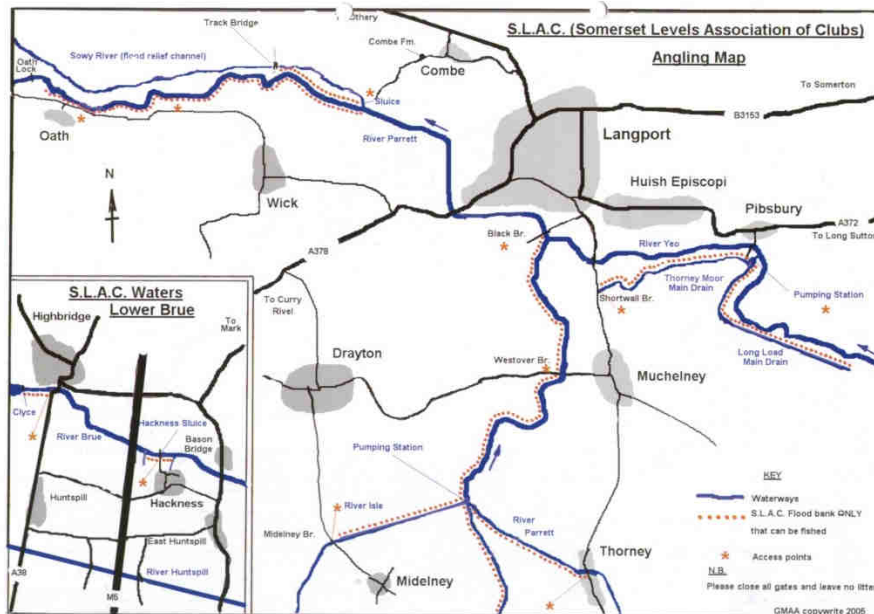 S.L.A.C. (Somerset Levels Association of Clubs)
Angling Map
Track Bridge
Othery
Combe Fm.
Combe
Sowy River (flood relief channel)
Oath
Lock
Oath
Sluice
River Parrett
N
Wick
To Somerton
B3153
Langport
Huish Episcopi
Pibsbury
A372
To Long Sutton
Black Br.
River Yeo
Thorney Moor
Main Drain
Shortwall Br.
Pumping Station
Long Load
Main Drain
A378
To Curry
Rivel
Drayton
Westover Br.
Muchelney
Pumping Station
River Isle
Midelney Br.
Midelney
River
Parrett
Thorney
S.L.A.C. Waters
Lower Brue
Highbridge
To
Mark
Clyce
River Brue
Hackness Sluice
Bason
Bridge
Huntspill
Hackness
East Huntspill
River Huntspill
A38
M5
KEY
Waterways
S.L.A.C. Flood bank ONLY
that can be fished
Access points
N.B.
Please close all gates and leave no litte
GMAA copywrite 2005